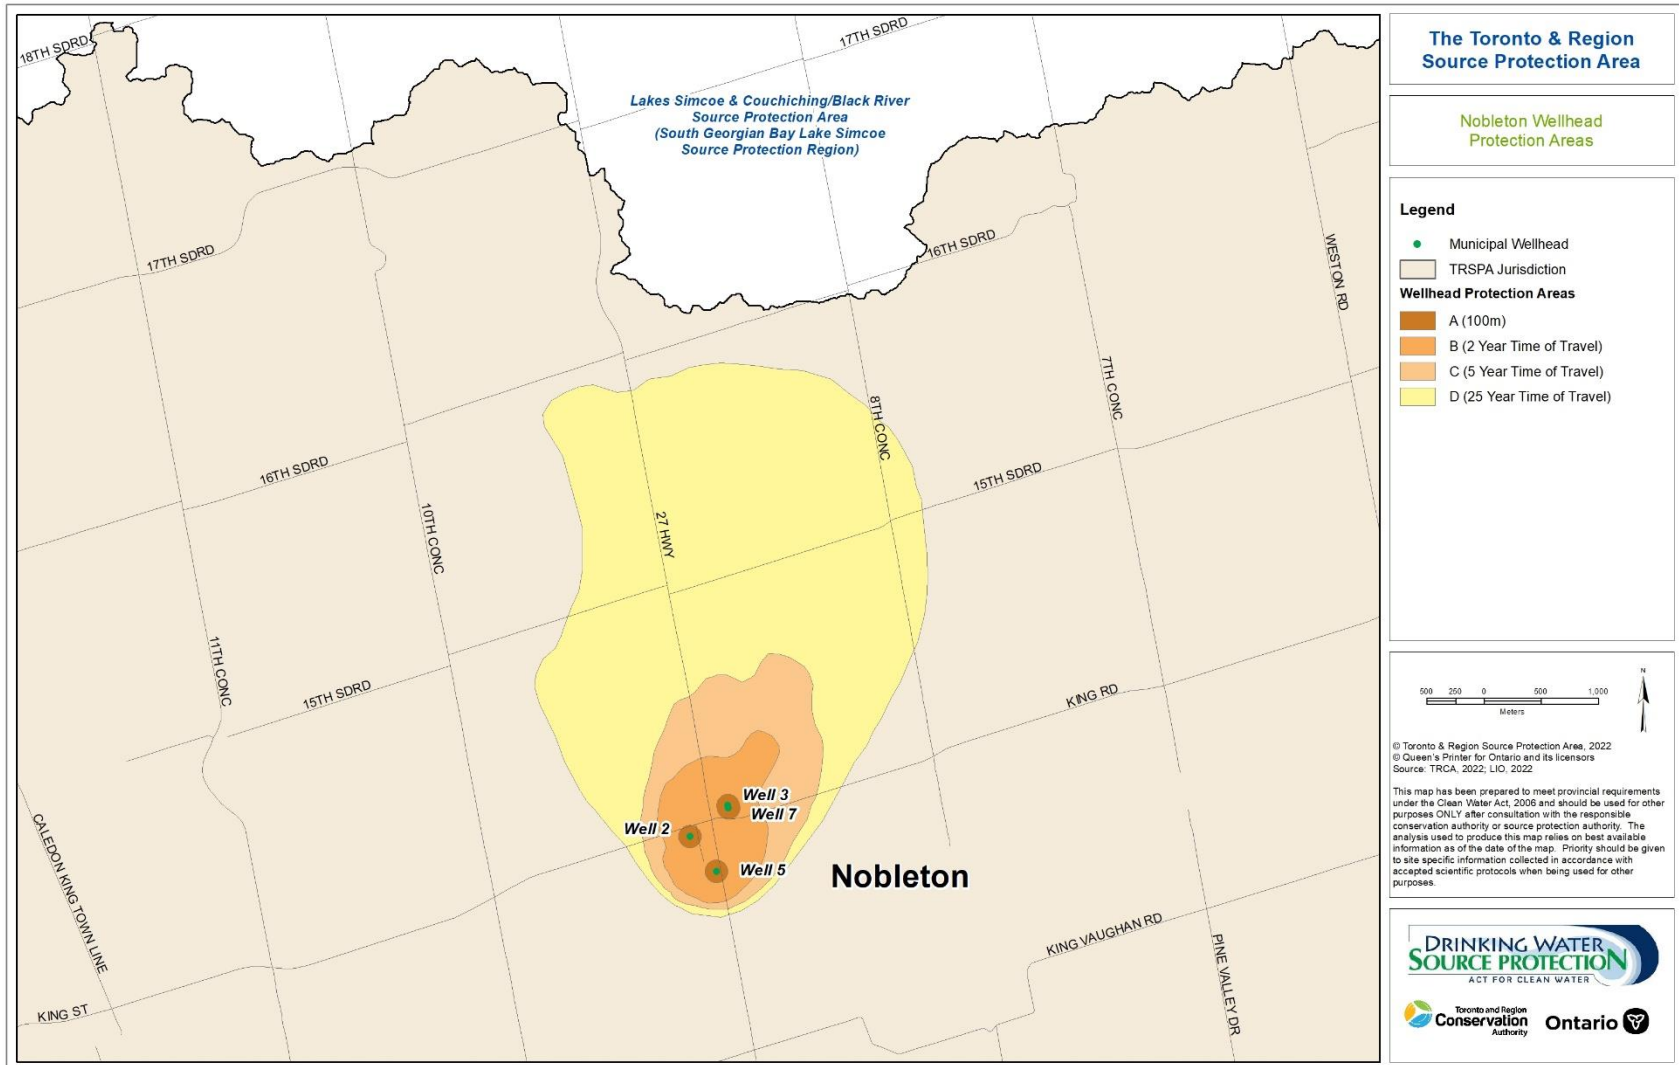 18TH SDRD
17TH SDRD
Lakes Simcoe & Couchiching/Black River
Source Protection Area
(South Georgian Bay Lake Simcoe
Source Protection Region)
17TH SDRD
16TH SDRD
WESTON RD
7TH CONC
8TH CONC
16TH SDRD
15TH SDRD
10TH CONC
27 HWY
11TH CONC
15TH SDRD
KING RD
Well 3
Well 7
Well 2
Well 5
Nobleton
CALEDON KING TOWN LINE
KING VAUGHAN RD
PINE VALLEY DR
KING ST
The Toronto & Region
Source Protection Area
Nobleton Wellhead
Protection Areas
Legend
Municipal Wellhead
TRSPA Jurisdiction
Wellhead Protection Areas
A (100m)
B (2 Year Time of Travel)
C (5 Year Time of Travel)
D (25 Year Time of Travel)
N
500 250 0 500 1,000
Meters
© Toronto & Region Source Protection Area, 2022
© Queen's Printer for Ontario and its licensors
Source: TRCA, 2022; LIO, 2022
This map has been prepared to meet provincial requirements
under the Clean Water Act, 2006 and should be used for other
purposes ONLY after consultation with the responsible
conservation authority or source protection authority. The
analysis used to produce this map relies on best available
information as of the date of the map. Priority should be given
to site specific information collected in accordance with
accepted scientific protocols when being used for other
purposes.
DRINKING WATER
SOURCE PROTECTION
ACT FOR CLEAN WATER
Toronto and Region
Conservation
Authority
Ontario